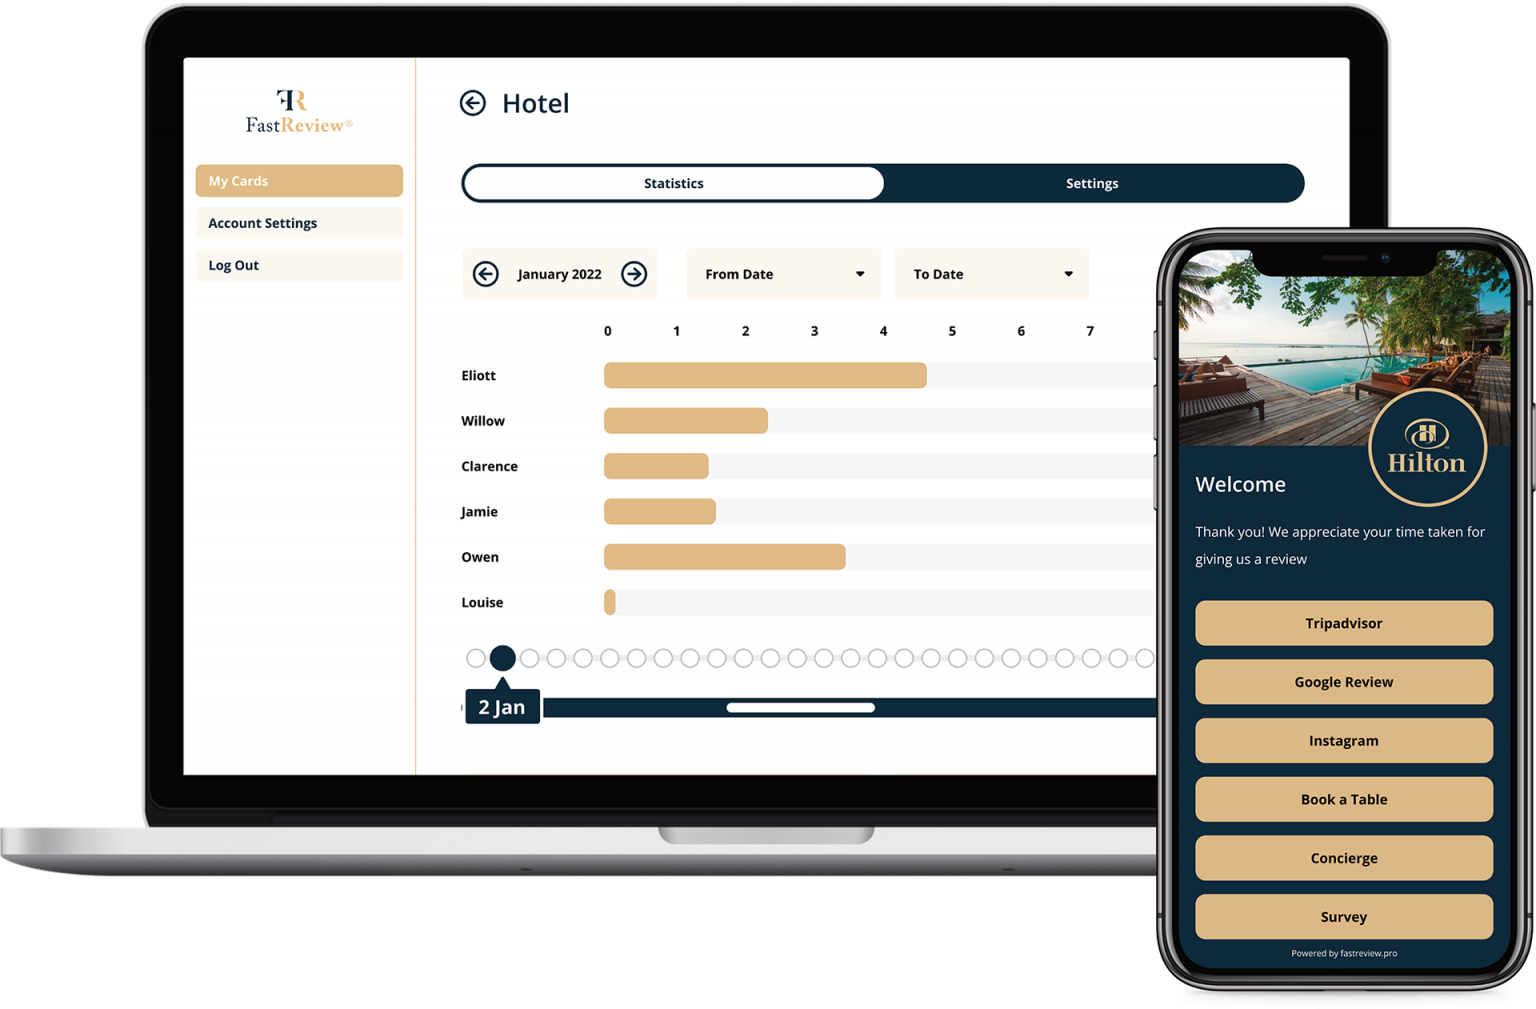 FR
FastReview®
My Cards
Account Settings
Log Out
Hotel
Statistics
Settings
January 2022
From Date
To Date
0 1 2 3 4 5 6 7
Eliott
Willow
Clarence
Jamie
Owen
Louise
2 Jan
H
Hilton
Welcome
Thank you! We appreciate your time taken for
giving us a review
Tripadvisor
Google Review
Instagram
Book a Table
Concierge
Survey
Powered by fastreview.pro